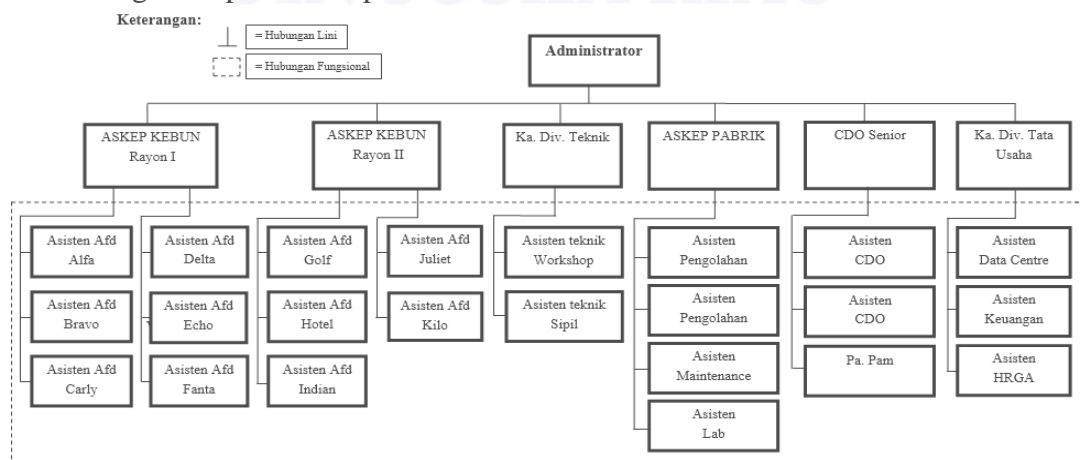 Keterangan:
= Hubungan Lini
= Hubungan Fungsional
Administrator
ASKEP KEBUN
Rayon I
ASKEP KEBUN
Rayon II
Ka. Div. Teknik
ASKEP PABRIK
CDO Senior
Ka. Div. Tata
Usaha
Asisten Afd
Alfa
Asisten Afd
Bravo
Asisten Afd
Carly
Asisten Afd
Delta
Asisten Afd
Echo
Asisten Afd
Fanta
Asisten Afd
Golf
Asisten Afd
Hotel
Asisten Afd
Indian
Asisten Afd
Juliet
Asisten Afd
Kilo
Asisten teknik
Workshop
Asisten teknik
Sipil
Asisten
Pengolahan
Asisten
Pengolahan
Asisten
Maintenance
Asisten
Lab
Asisten
CDO
Asisten
CDO
Pa. Pam
Asisten
Data Centre
Asisten
Keuangan
Asisten
HRGA